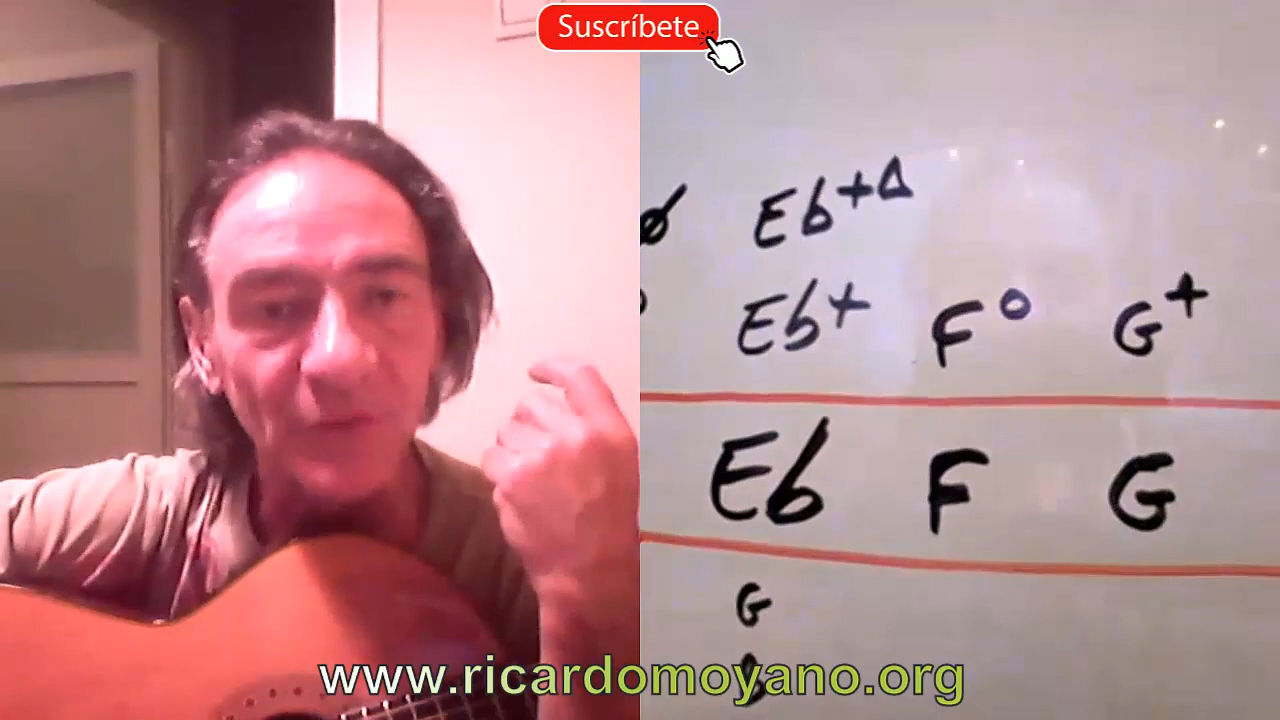 Suscríbete
ø Eb+Δ
Eb+ F° G+
Eb F G
G
B
www.ricardomoyano.org